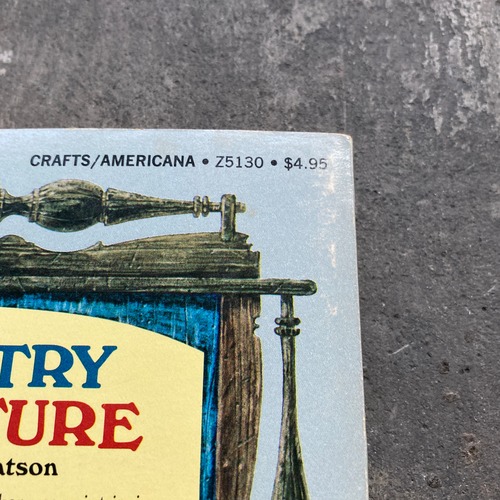 CRAFTS/AMERICANA • Z5130 • $4.95
TRY
TURE
atson